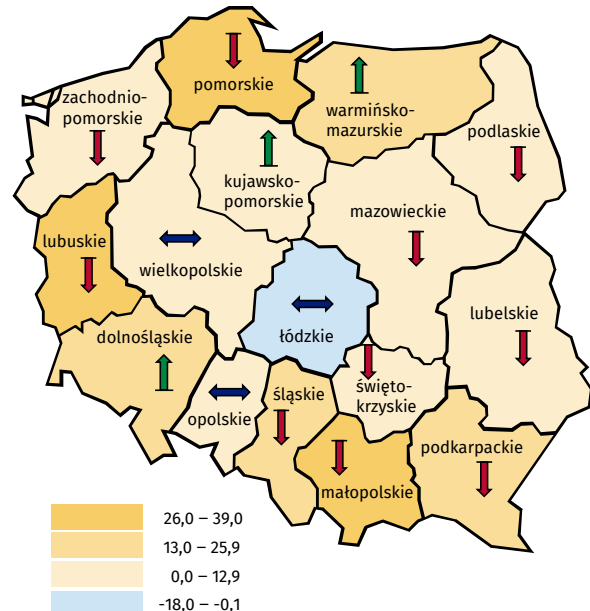 pomorskie
zachodnio-
pomorskie
warmińsko-
mazurskie
podlaskie
kujawsko-
pomorskie
mazowieckie
lubuskie
wielkopolskie
lubelskie
dolnośląskie
łódzkie
opolskie
śląskie
święto-
krzyskie
podkarpackie
małopolskie
26,0 – 39,0
13,0 – 25,9
0,0 – 12,9
-18,0 – -0,1